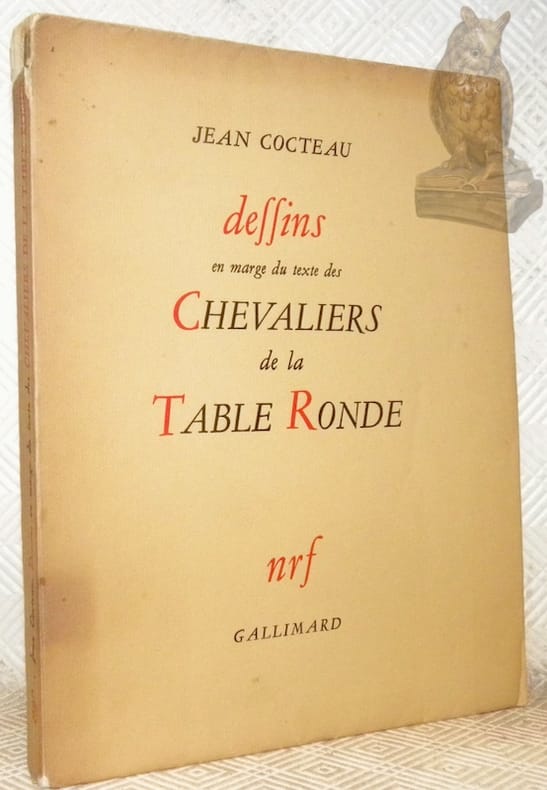 JEAN COCTEAU
deſſins
en marge du texte des
CHEVALIERS
de la
TABLE RONDE
nrf
GALLIMARD